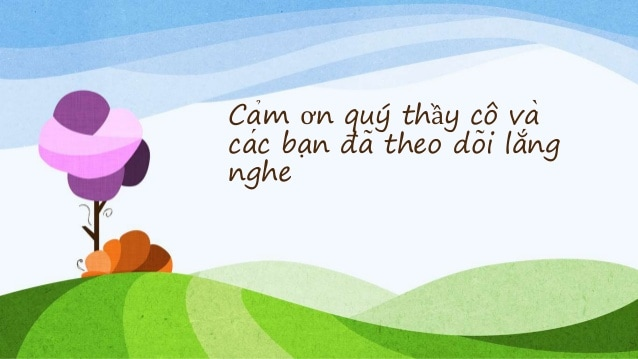 Cảm ơn quý thầy cô và
các bạn đã theo dõi lắng
nghe